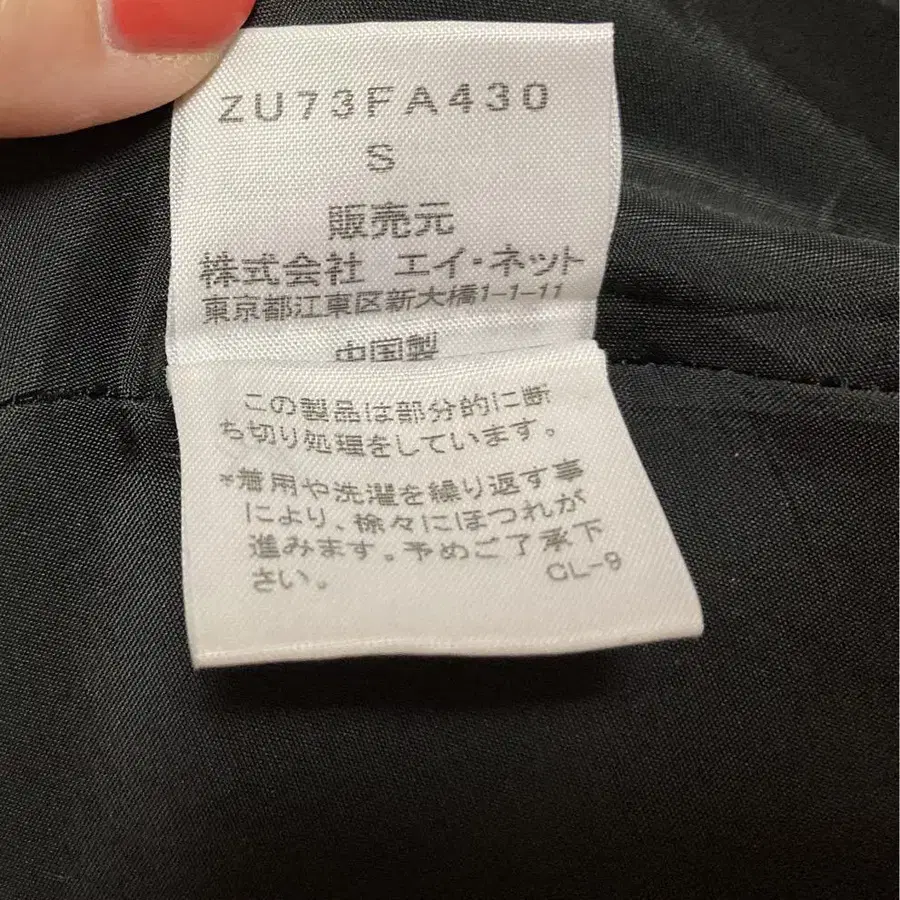 ZU73FA430
S
販売元
株式会社 エイ・ネット
東京都江東区新大橋1-1-11
中国製
この製品は部分的に断
ち切り処理をしています。
*着用や洗濯を繰り返す事
により、徐々にほつれが
進みます。予めご了承下
さい。 CL-9